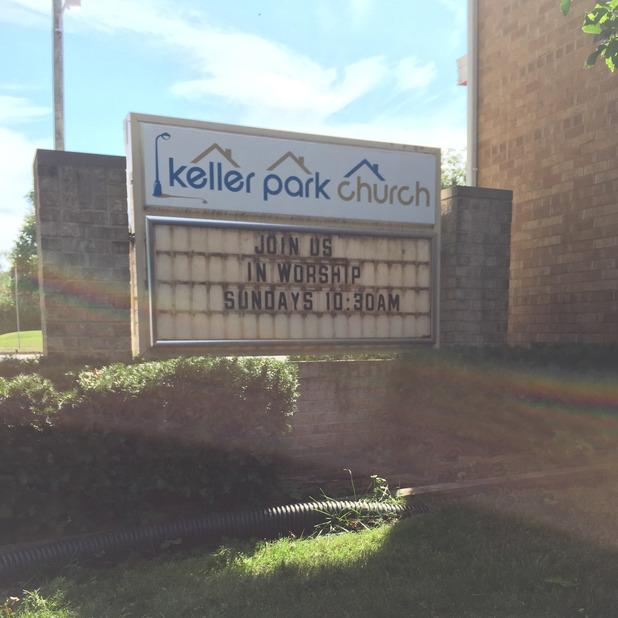 keller park church
JOIN US
IN WORSHIP
SUNDAYS 10:30AM